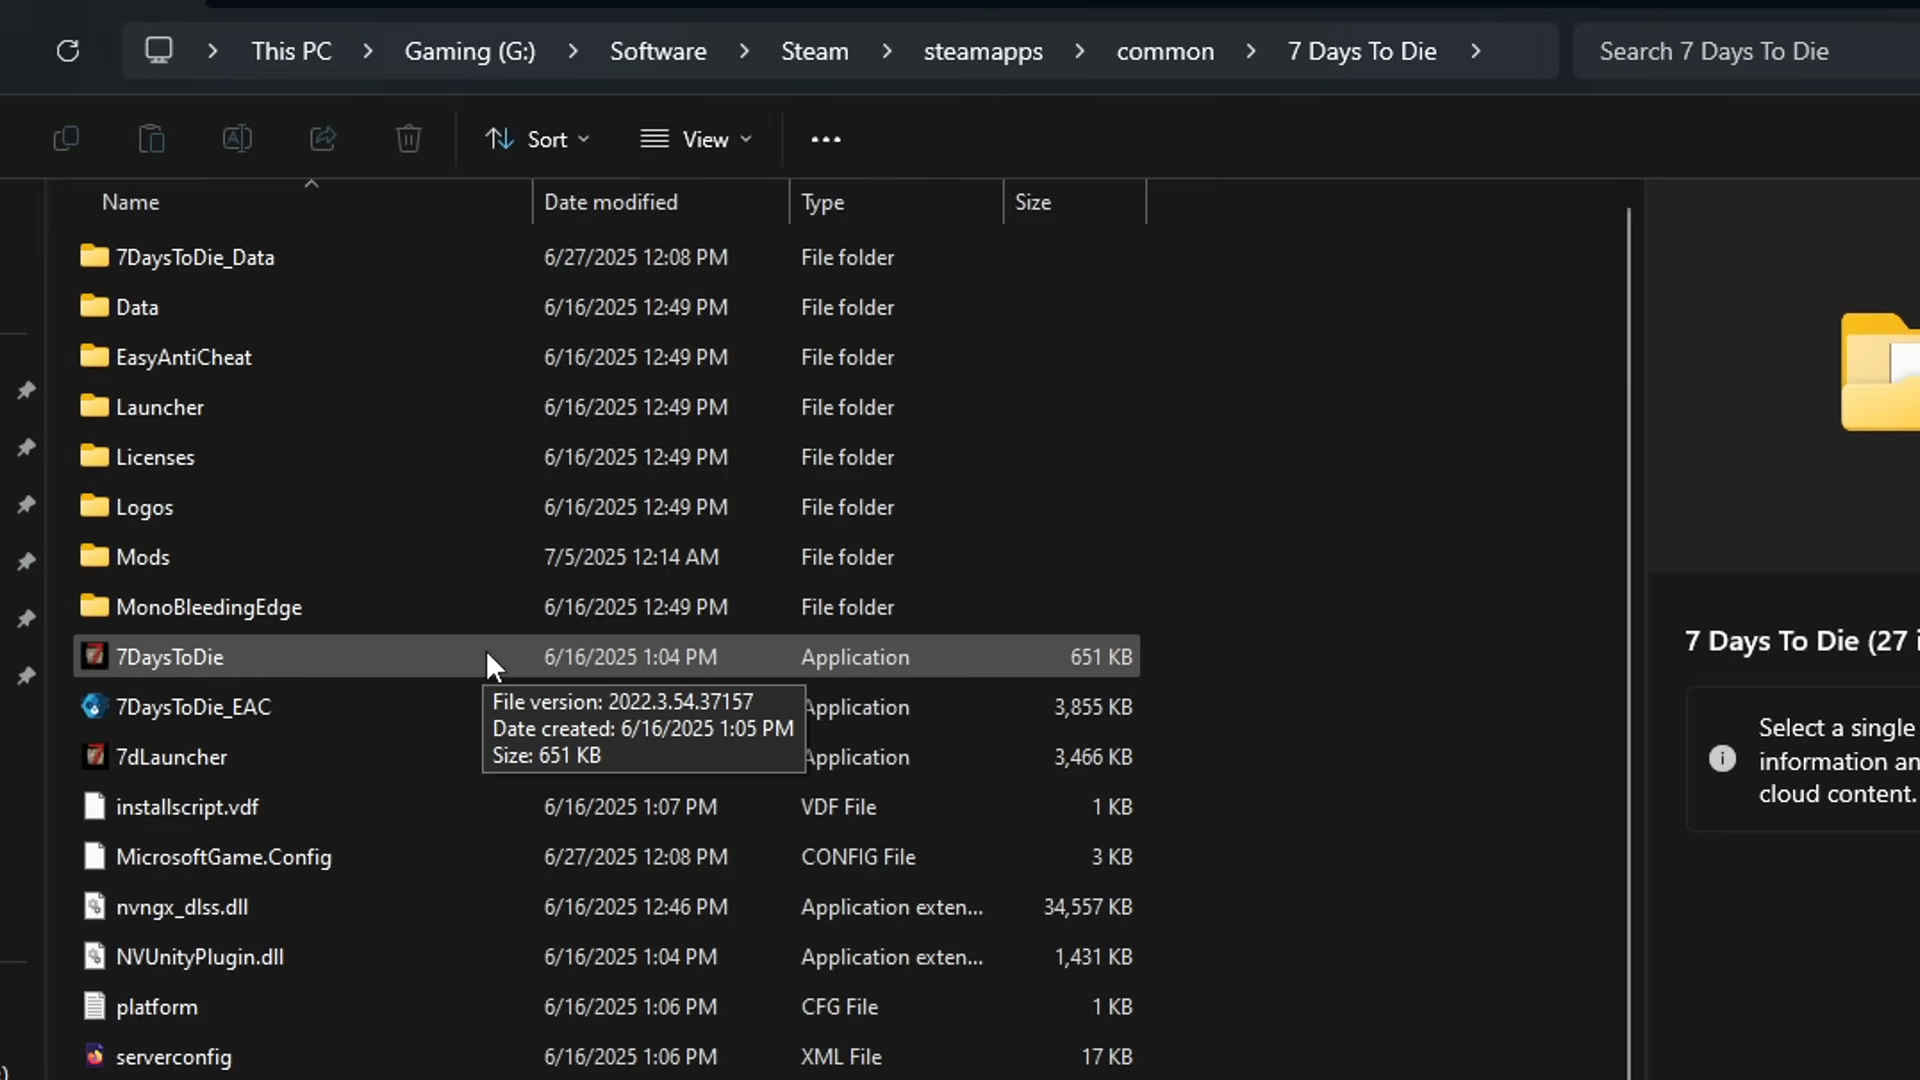 This PC > Gaming (G:) > Software > Steam > steamapps > common > 7 Days To Die >
Search 7 Days To Die
Sort
View
Name Date modified Type Size
7DaysToDie_Data 6/27/2025 12:08 PM File folder
Data 6/16/2025 12:49 PM File folder
EasyAntiCheat 6/16/2025 12:49 PM File folder
Launcher 6/16/2025 12:49 PM File folder
Licenses 6/16/2025 12:49 PM File folder
Logos 6/16/2025 12:49 PM File folder
Mods 7/5/2025 12:14 AM File folder
MonoBleedingEdge 6/16/2025 12:49 PM File folder
7DaysToDie 6/16/2025 1:04 PM Application 651 KB
7DaysToDie_EAC Application 3,855 KB
7dLauncher Application 3,466 KB
File version: 2022.3.54.37157
Date created: 6/16/2025 1:05 PM
Size: 651 KB
installscript.vdf 6/16/2025 1:07 PM VDF File 1 KB
MicrosoftGame.Config 6/27/2025 12:08 PM CONFIG File 3 KB
nvngx_dlss.dll 6/16/2025 12:46 PM Application exten... 34,557 KB
NVUnityPlugin.dll 6/16/2025 1:04 PM Application exten... 1,431 KB
platform 6/16/2025 1:06 PM CFG File 1 KB
serverconfig 6/16/2025 1:06 PM XML File 17 KB
7 Days To Die (27 i
Select a single
information an
cloud content.